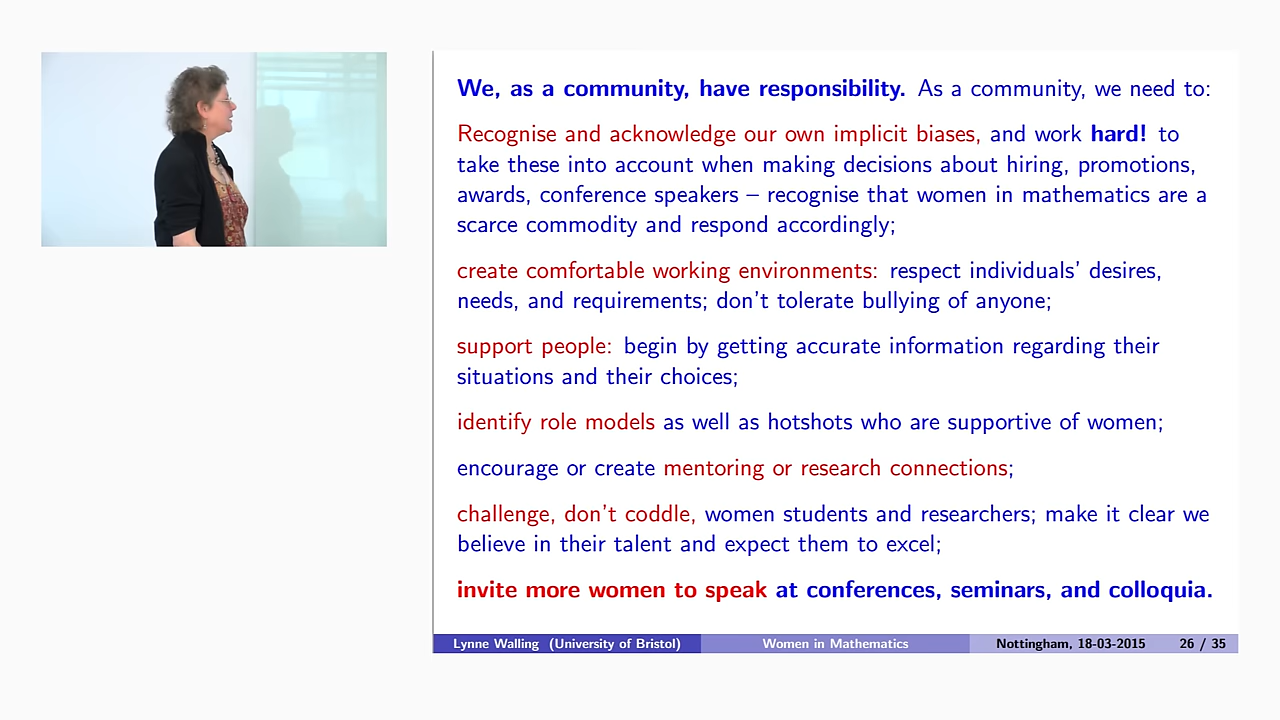 We, as a community, have responsibility. As a community, we need to:
Recognise and acknowledge our own implicit biases, and work hard! to
take these into account when making decisions about hiring, promotions,
awards, conference speakers – recognise that women in mathematics are a
scarce commodity and respond accordingly;
create comfortable working environments: respect individuals' desires,
needs, and requirements; don't tolerate bullying of anyone;
support people: begin by getting accurate information regarding their
situations and their choices;
identify role models as well as hotshots who are supportive of women;
encourage or create mentoring or research connections;
challenge, don't coddle, women students and researchers; make it clear we
believe in their talent and expect them to excel;
invite more women to speak at conferences, seminars, and colloquia.
Lynne Walling (University of Bristol) Women in Mathematics Nottingham, 18-03-2015 26 / 35